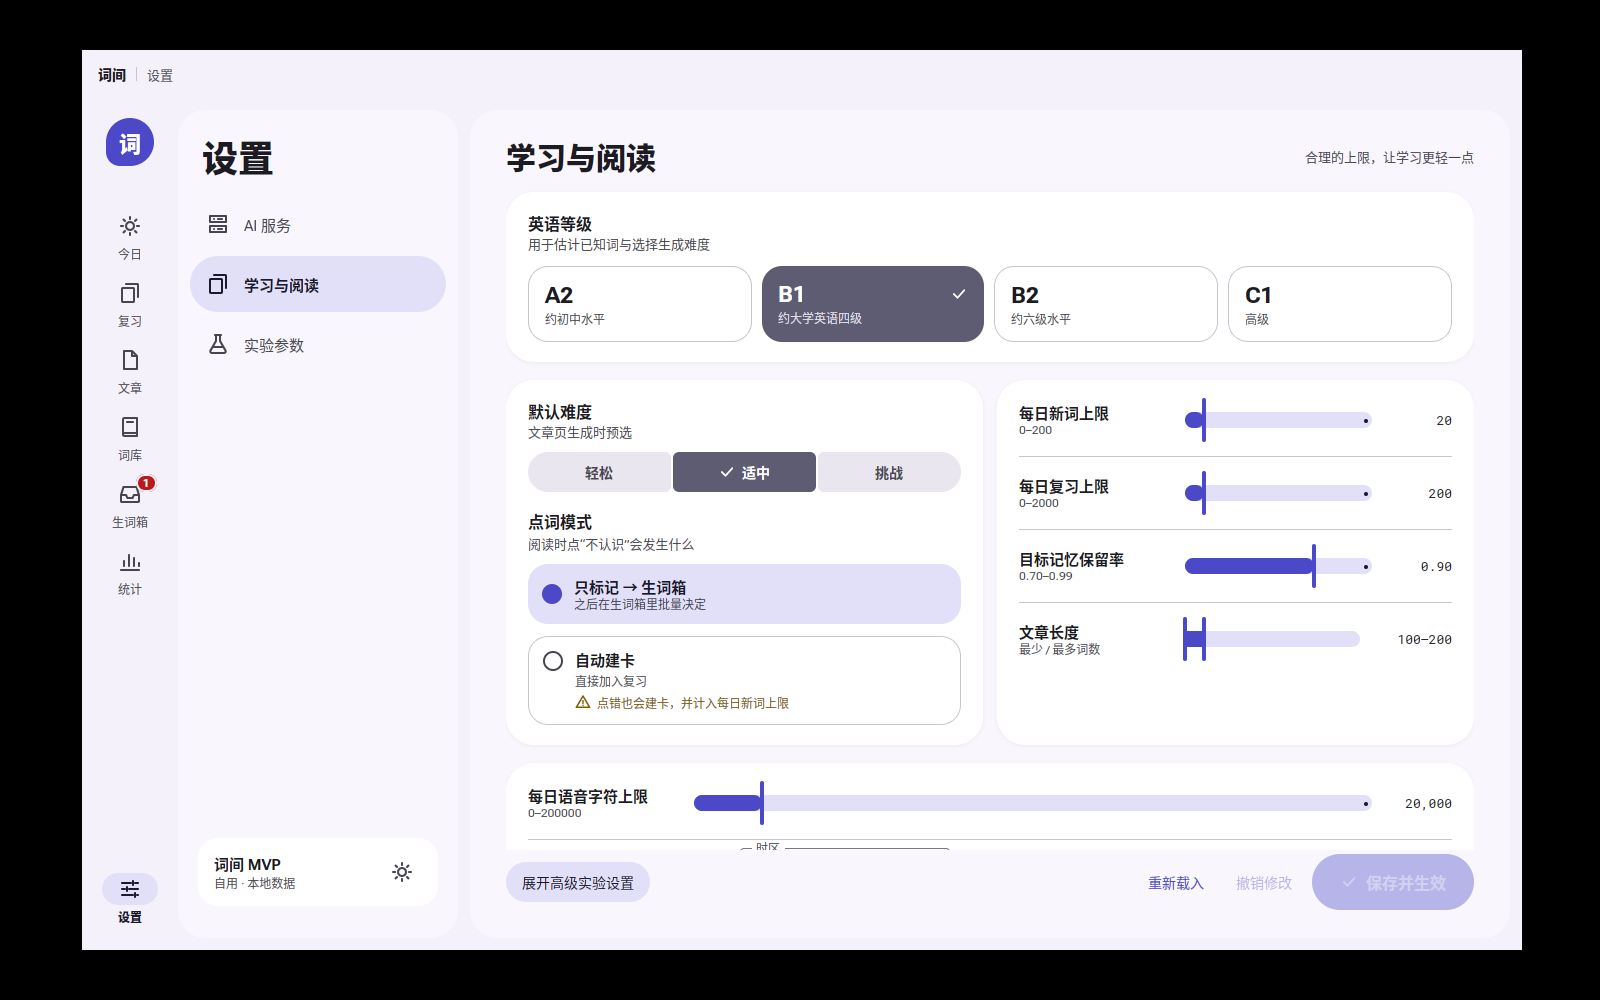 词间
设置
词
今日
复习
文章
词库
1
生词箱
统计
设置
设置
AI 服务
学习与阅读
实验参数
词间 MVP
自用 · 本地数据
学习与阅读
合理的上限，让学习更轻一点
英语等级
用于估计已知词与选择生成难度
A2
约初中水平
B1
约大学英语四级
B2
约六级水平
C1
高级
默认难度
文章页生成时预选
轻松
适中
挑战
点词模式
阅读时点“不认识”会发生什么
只标记 → 生词箱
之后在生词箱里批量决定
自动建卡
直接加入复习
点错也会建卡，并计入每日新词上限
每日新词上限
0–200
20
每日复习上限
0–2000
200
目标记忆保留率
0.70–0.99
0.90
文章长度
最少 / 最多词数
100–200
每日语音字符上限
0–200000
20,000
时区
展开高级实验设置
重新载入
撤销修改
保存并生效